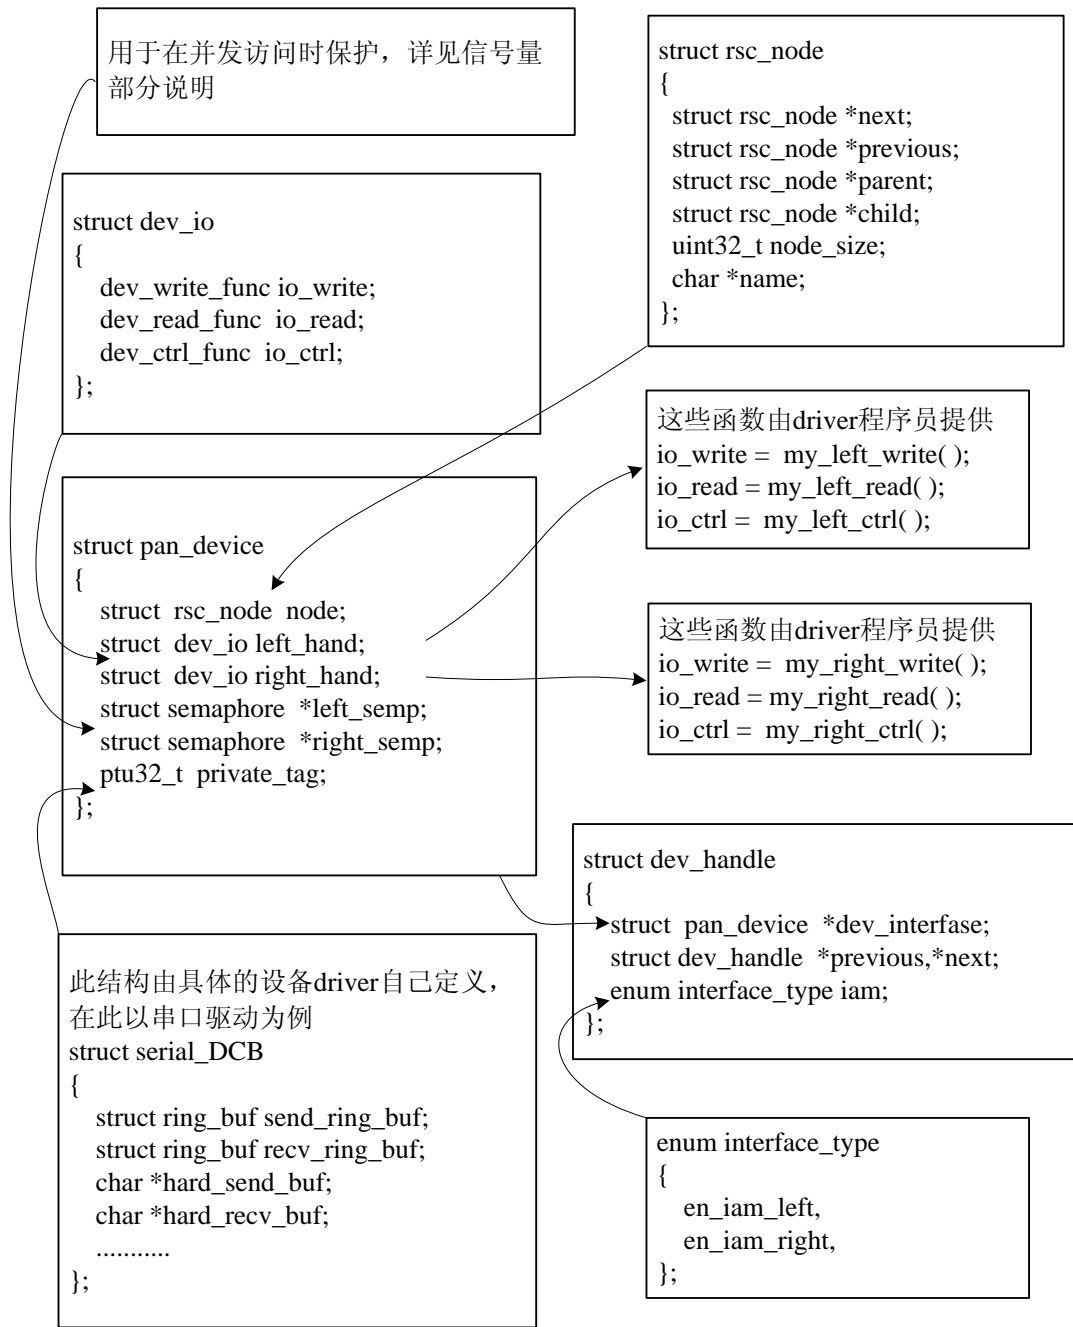 用于在并发访问时保护，详见信号量
部分说明
struct rsc_node
{
struct rsc_node *next;
struct rsc_node *previous;
struct rsc_node *parent;
struct rsc_node *child;
uint32_t node_size;
char *name;
};
struct dev_io
{
dev_write_func io_write;
dev_read_func  io_read;
dev_ctrl_func  io_ctrl;
};
这些函数由driver程序员提供
io_write =  my_left_write( );
io_read = my_left_read( );
io_ctrl =  my_left_ctrl( );
struct pan_device
{
struct  rsc_node  node;
struct  dev_io left_hand;
struct  dev_io right_hand;
struct semaphore  *left_semp;
struct semaphore  *right_semp;
ptu32_t  private_tag;
};
这些函数由driver程序员提供
io_write =  my_right_write( );
io_read = my_right_read( );
io_ctrl =  my_right_ctrl( );
struct dev_handle
{
struct  pan_device  *dev_interfase;
struct dev_handle  *previous,*next;
enum interface_type iam;
};
此结构由具体的设备driver自己定义，
在此以串口驱动为例
struct serial_DCB
{
struct ring_buf send_ring_buf;
struct ring_buf recv_ring_buf;
char *hard_send_buf;
char *hard_recv_buf;
...........
};
enum interface_type
{
en_iam_left,
en_iam_right,
};